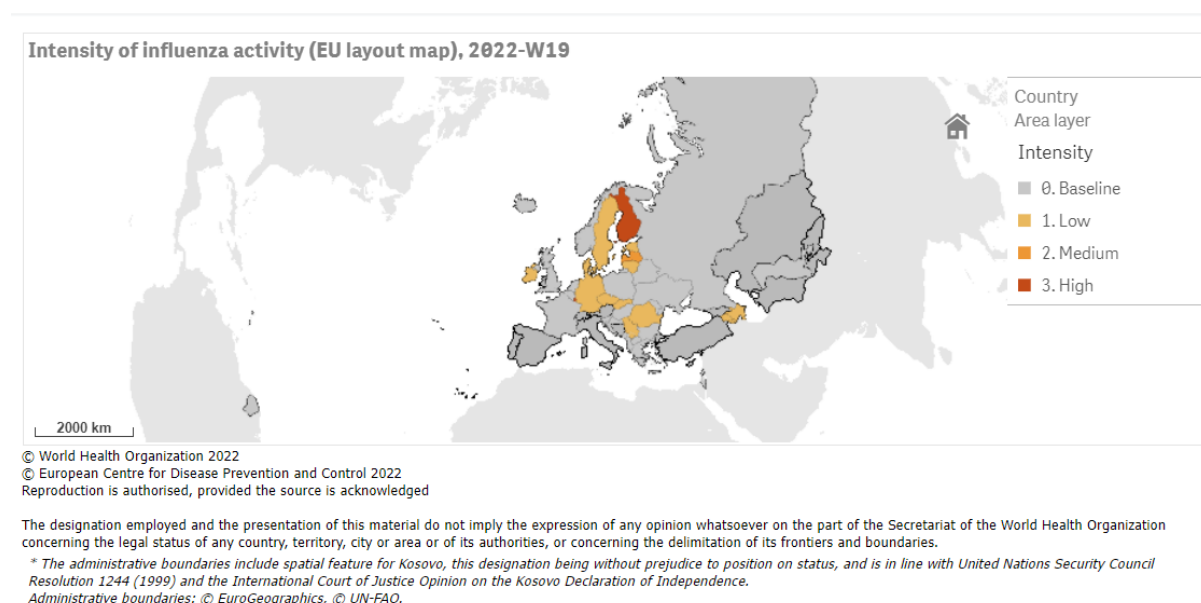 Intensity of influenza activity (EU layout map), 2022-W19
Country
Area layer
Intensity
0. Baseline
1. Low
2. Medium
3. High
2000 km
© World Health Organization 2022
© European Centre for Disease Prevention and Control 2022
Reproduction is authorised, provided the source is acknowledged
The designation employed and the presentation of this material do not imply the expression of any opinion whatsoever on the part of the Secretariat of the World Health Organization
concerning the legal status of any country, territory, city or area or of its authorities, or concerning the delimitation of its frontiers and boundaries.
* The administrative boundaries include spatial feature for Kosovo, this designation being without prejudice to position on status, and is in line with United Nations Security Council
Resolution 1244 (1999) and the International Court of Justice Opinion on the Kosovo Declaration of Independence.
Administrative boundaries: © EuroGeographics, © UN-FAO.